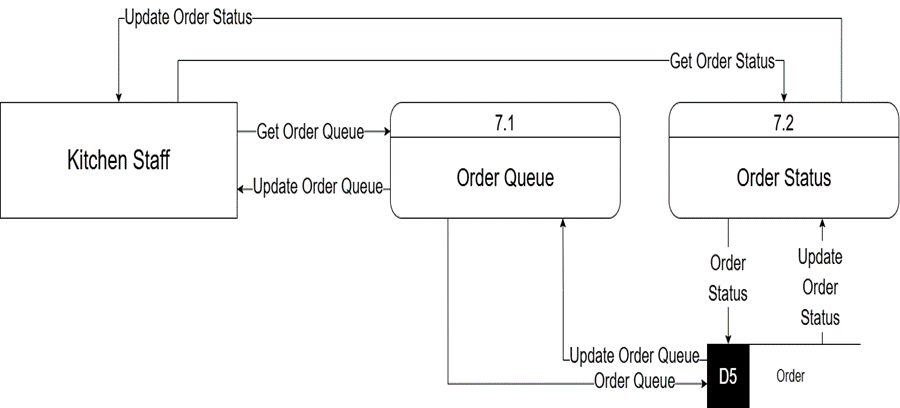 Update Order Status
Get Order Status
Kitchen Staff
Get Order Queue
Update Order Queue
7.1
Order Queue
7.2
Order Status
Order
Status
Update
Order
Status
Update Order Queue
Order Queue
D5
Order